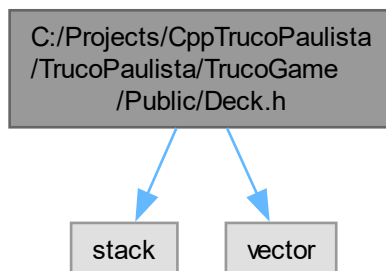 C:/Projects/CppTrucoPaulista
/TrucoPaulista/TrucoGame
/Public/Deck.h
stack
vector